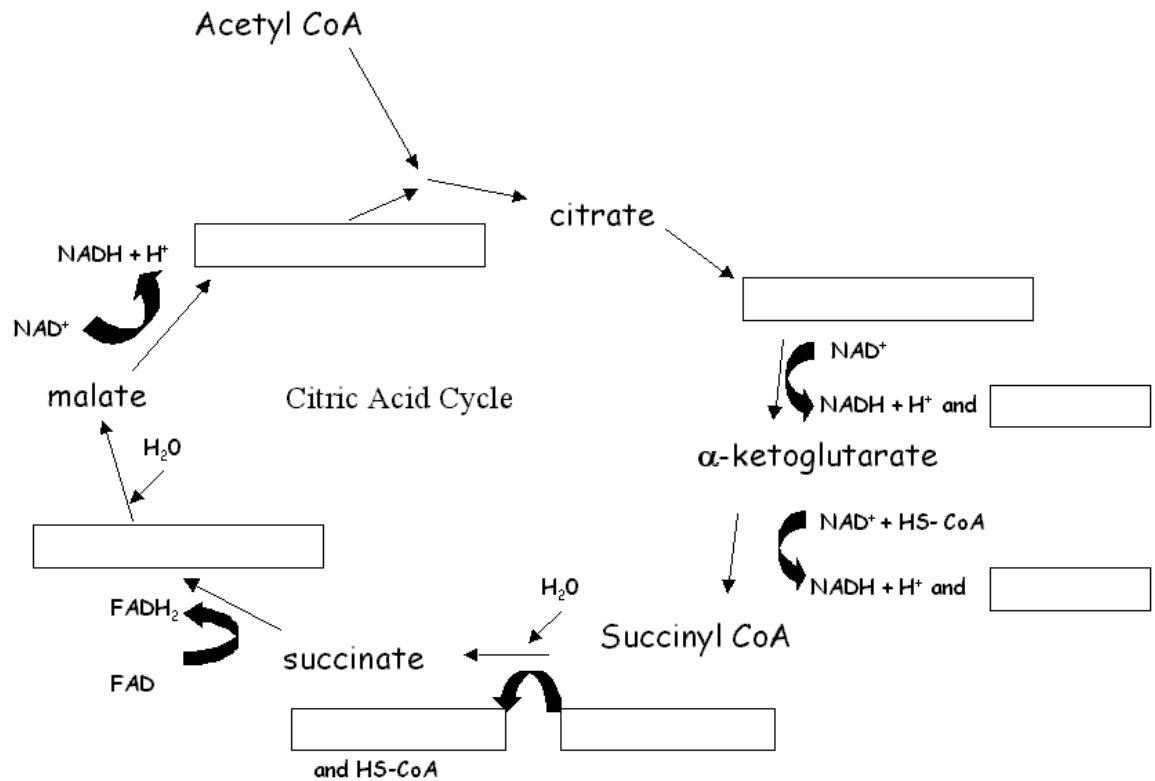 Acetyl CoA
citrate
NADH + H⁺
NAD⁺
NAD⁺
malate
Citric Acid Cycle
NADH + H⁺ and
H₂0
α-ketoglutarate
NAD⁺ + HS- CoA
H₂0
NADH + H⁺ and
FADH₂
Succinyl CoA
succinate
FAD
and HS-CoA